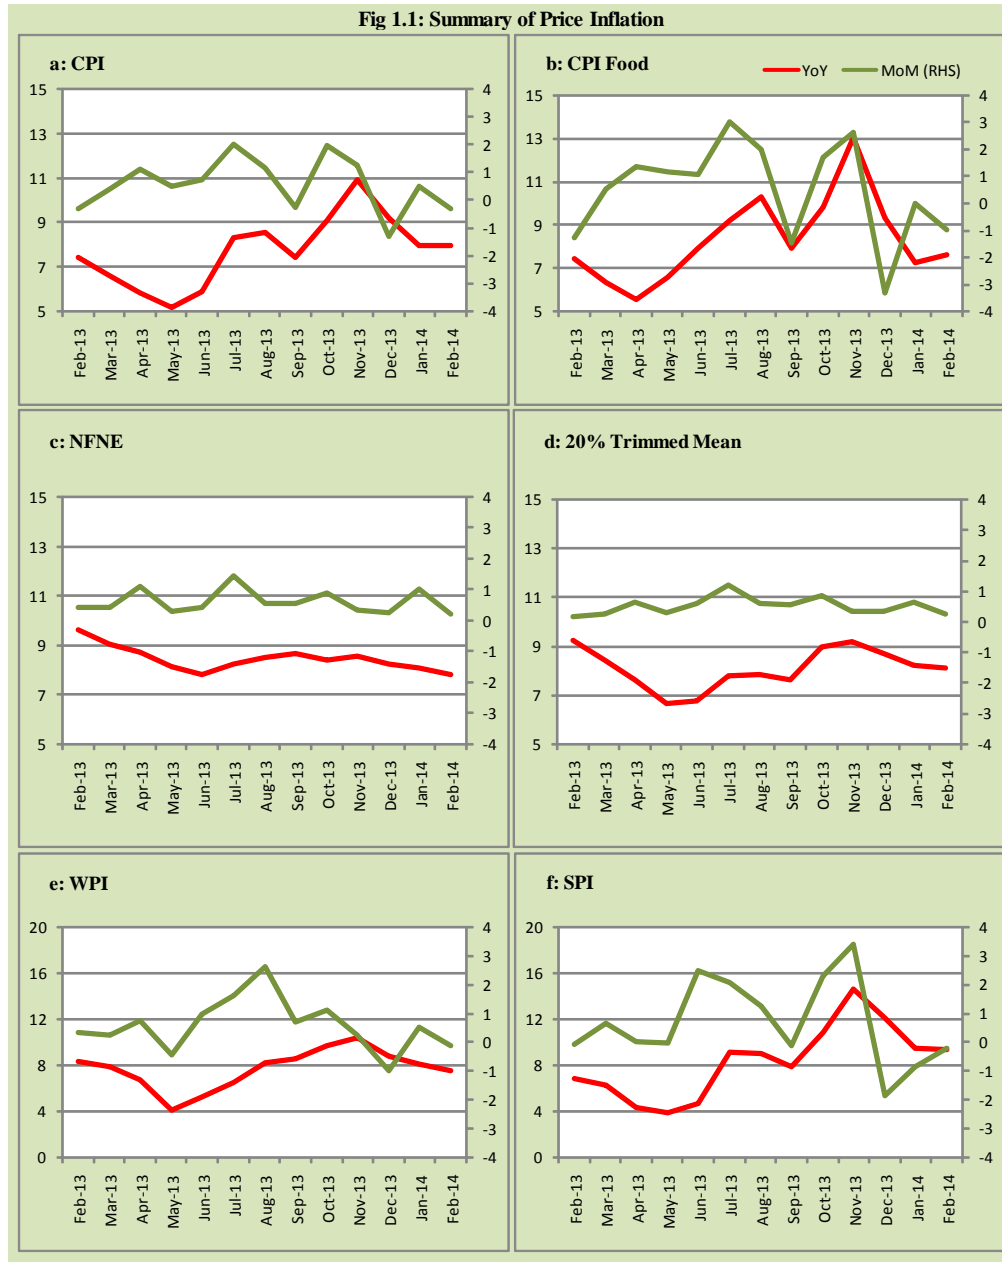 Fig 1.1: Summary of Price Inflation
a: CPI
15
13
11
9
7
5
4
3
2
1
0
-1
-2
-3
-4
Feb-13
Mar-13
Apr-13
May-13
Jun-13
Jul-13
Aug-13
Sep-13
Oct-13
Nov-13
Dec-13
Jan-14
Feb-14
b: CPI Food
YoY
MoM (RHS)
15
13
11
9
7
5
4
3
2
1
0
-1
-2
-3
-4
Feb-13
Mar-13
Apr-13
May-13
Jun-13
Jul-13
Aug-13
Sep-13
Oct-13
Nov-13
Dec-13
Jan-14
Feb-14
c: NFNE
15
13
11
9
7
5
4
3
2
1
0
-1
-2
-3
-4
Feb-13
Mar-13
Apr-13
May-13
Jun-13
Jul-13
Aug-13
Sep-13
Oct-13
Nov-13
Dec-13
Jan-14
Feb-14
d: 20% Trimmed Mean
15
13
11
9
7
5
4
3
2
1
0
-1
-2
-3
-4
Feb-13
Mar-13
Apr-13
May-13
Jun-13
Jul-13
Aug-13
Sep-13
Oct-13
Nov-13
Dec-13
Jan-14
Feb-14
e: WPI
20
16
12
8
4
0
4
3
2
1
0
-1
-2
-3
-4
Feb-13
Mar-13
Apr-13
May-13
Jun-13
Jul-13
Aug-13
Sep-13
Oct-13
Nov-13
Dec-13
Jan-14
Feb-14
f: SPI
20
16
12
8
4
0
4
3
2
1
0
-1
-2
-3
-4
Feb-13
Mar-13
Apr-13
May-13
Jun-13
Jul-13
Aug-13
Sep-13
Oct-13
Nov-13
Dec-13
Jan-14
Feb-14